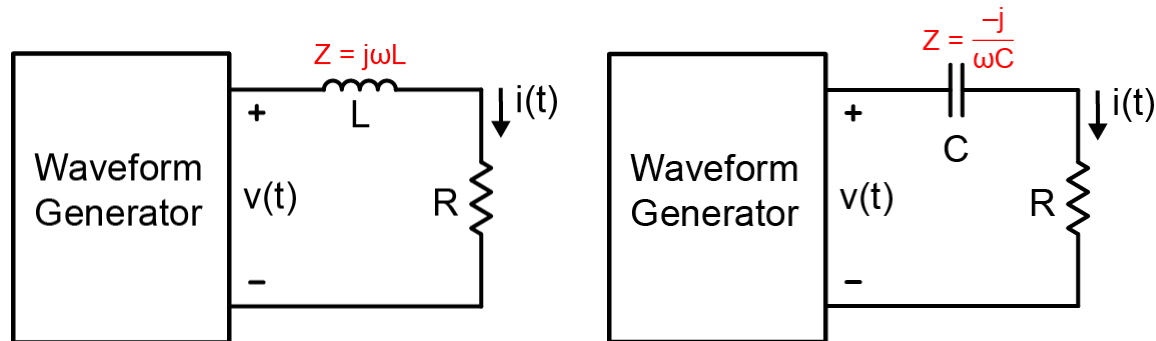 Z = jωL
L
i(t)
+
Waveform
Generator
v(t)
R
–
Z = –j
ωC
C
i(t)
+
Waveform
Generator
v(t)
R
–